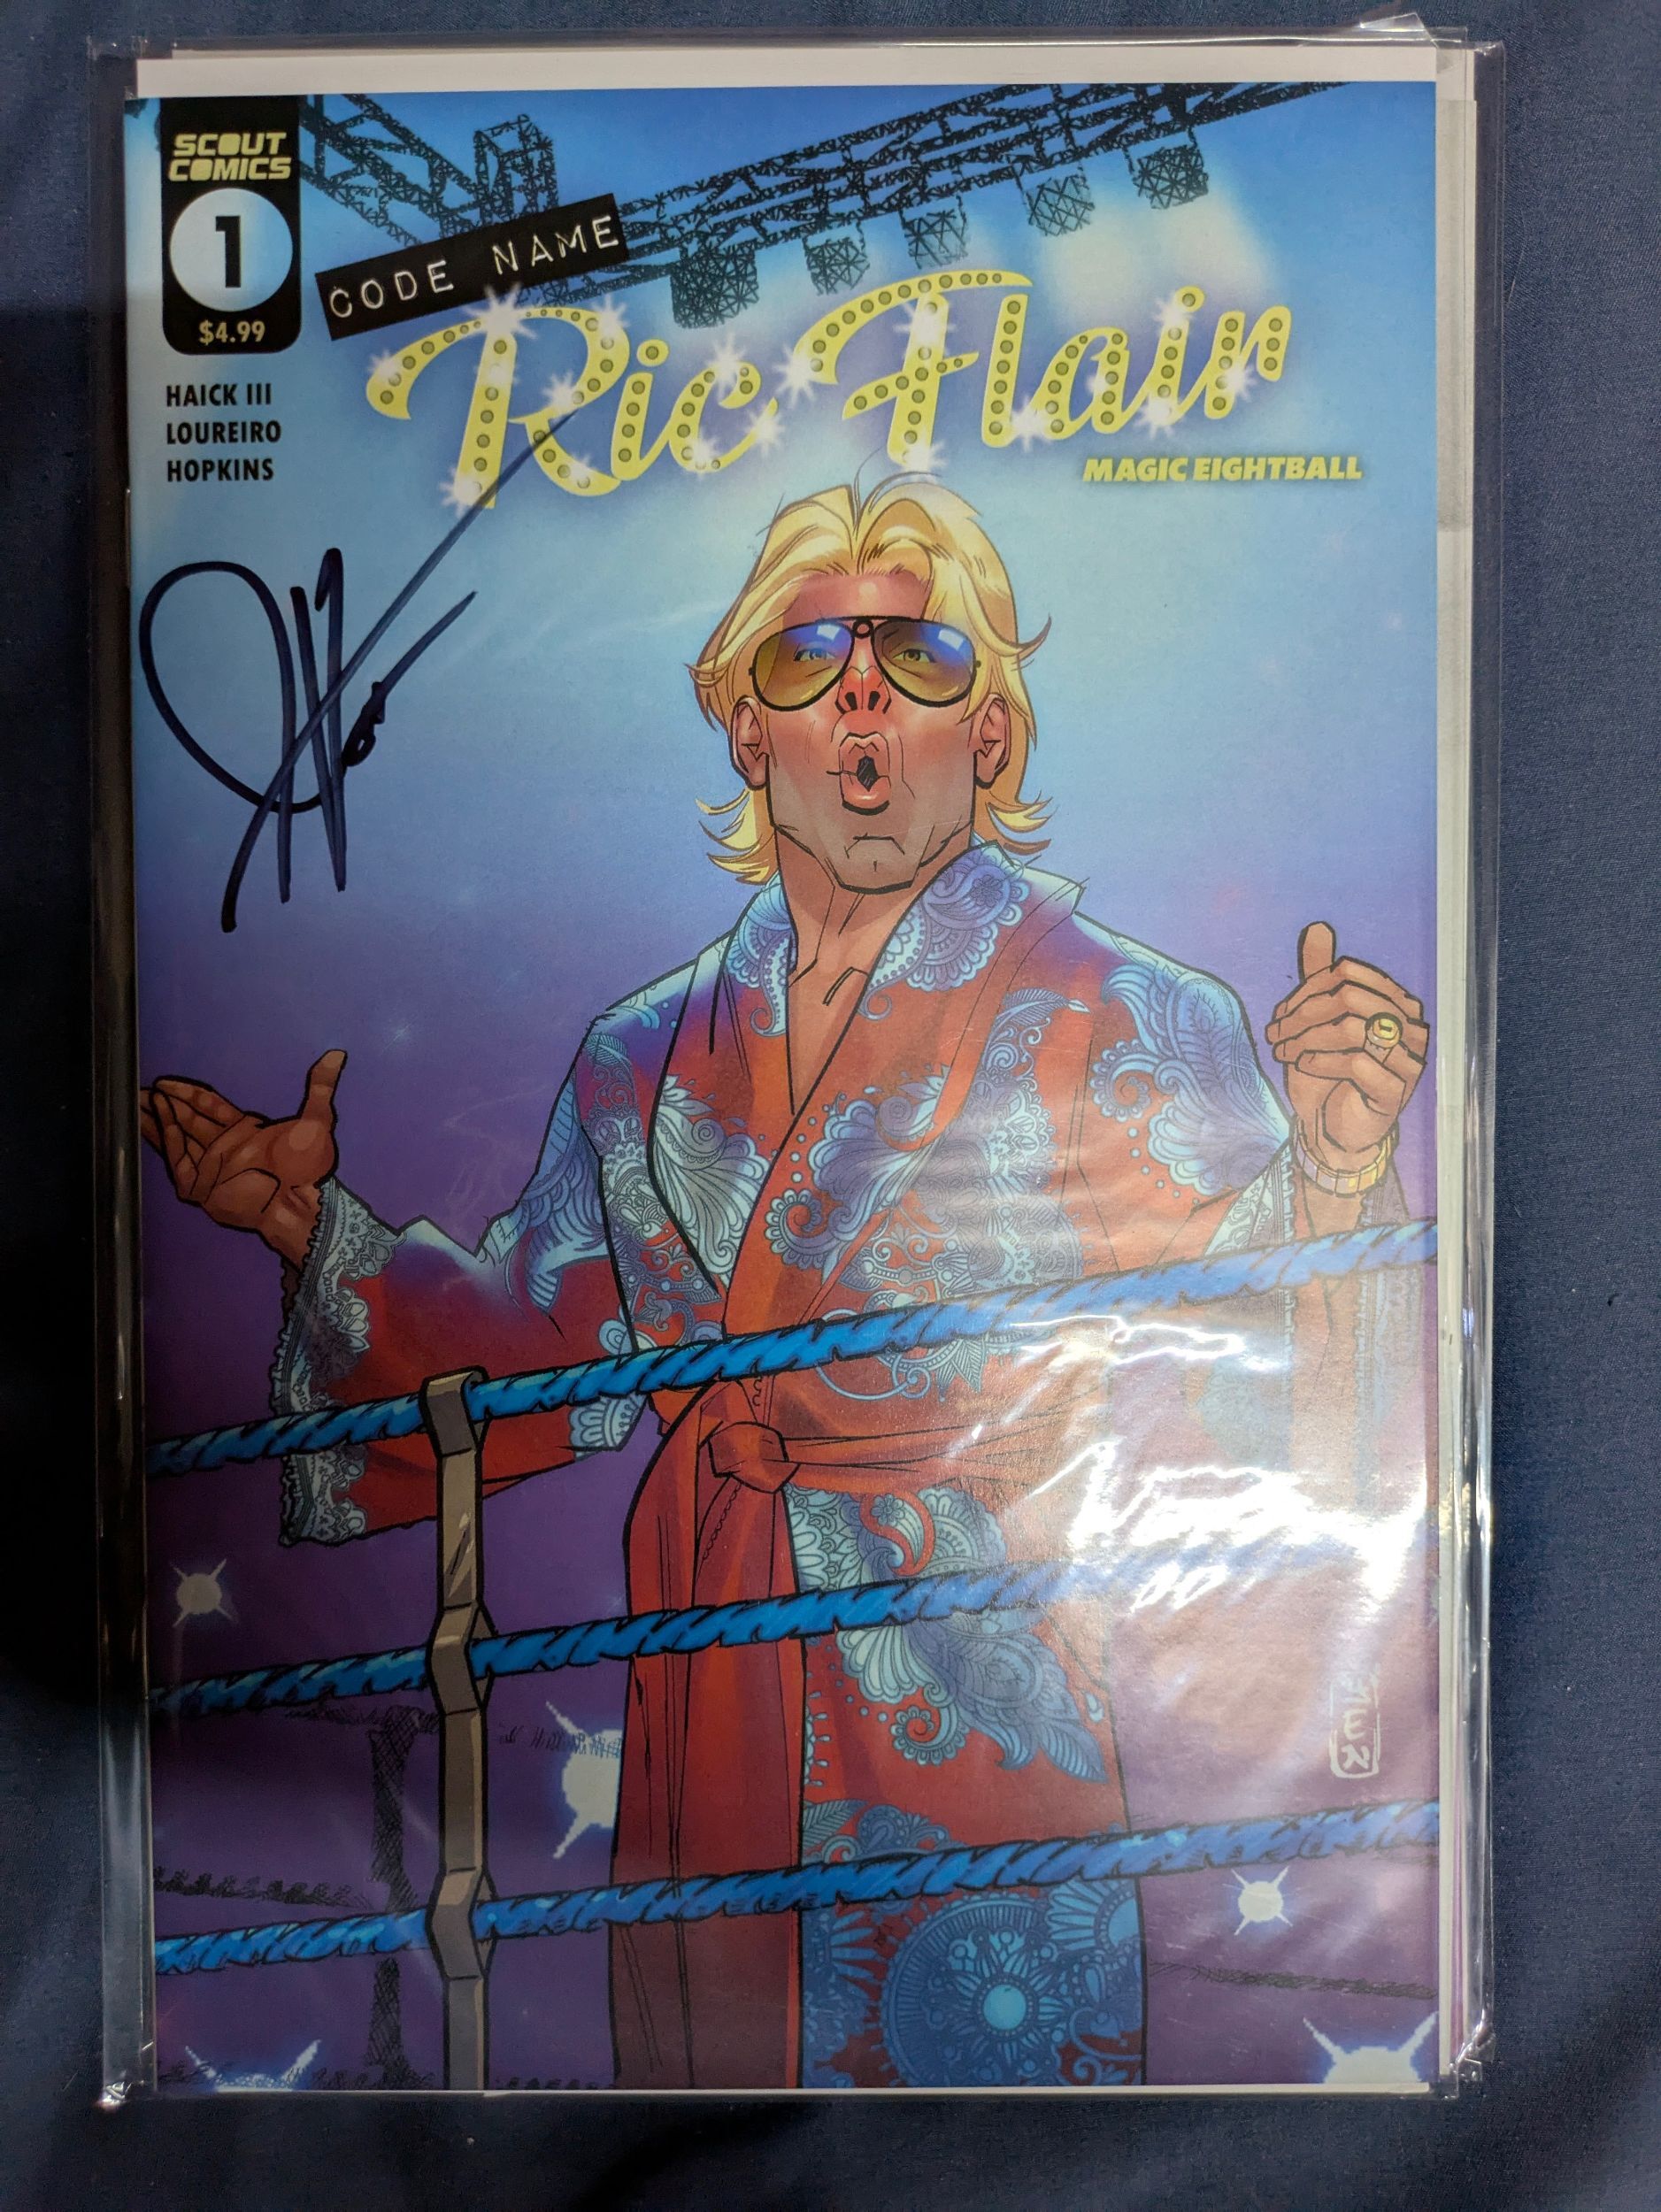 SCOUT
COMICS
1
$4.99
CODE NAME
Ric Flair
MAGIC EIGHTBALL
HAICK III
LOUREIRO
HOPKINS